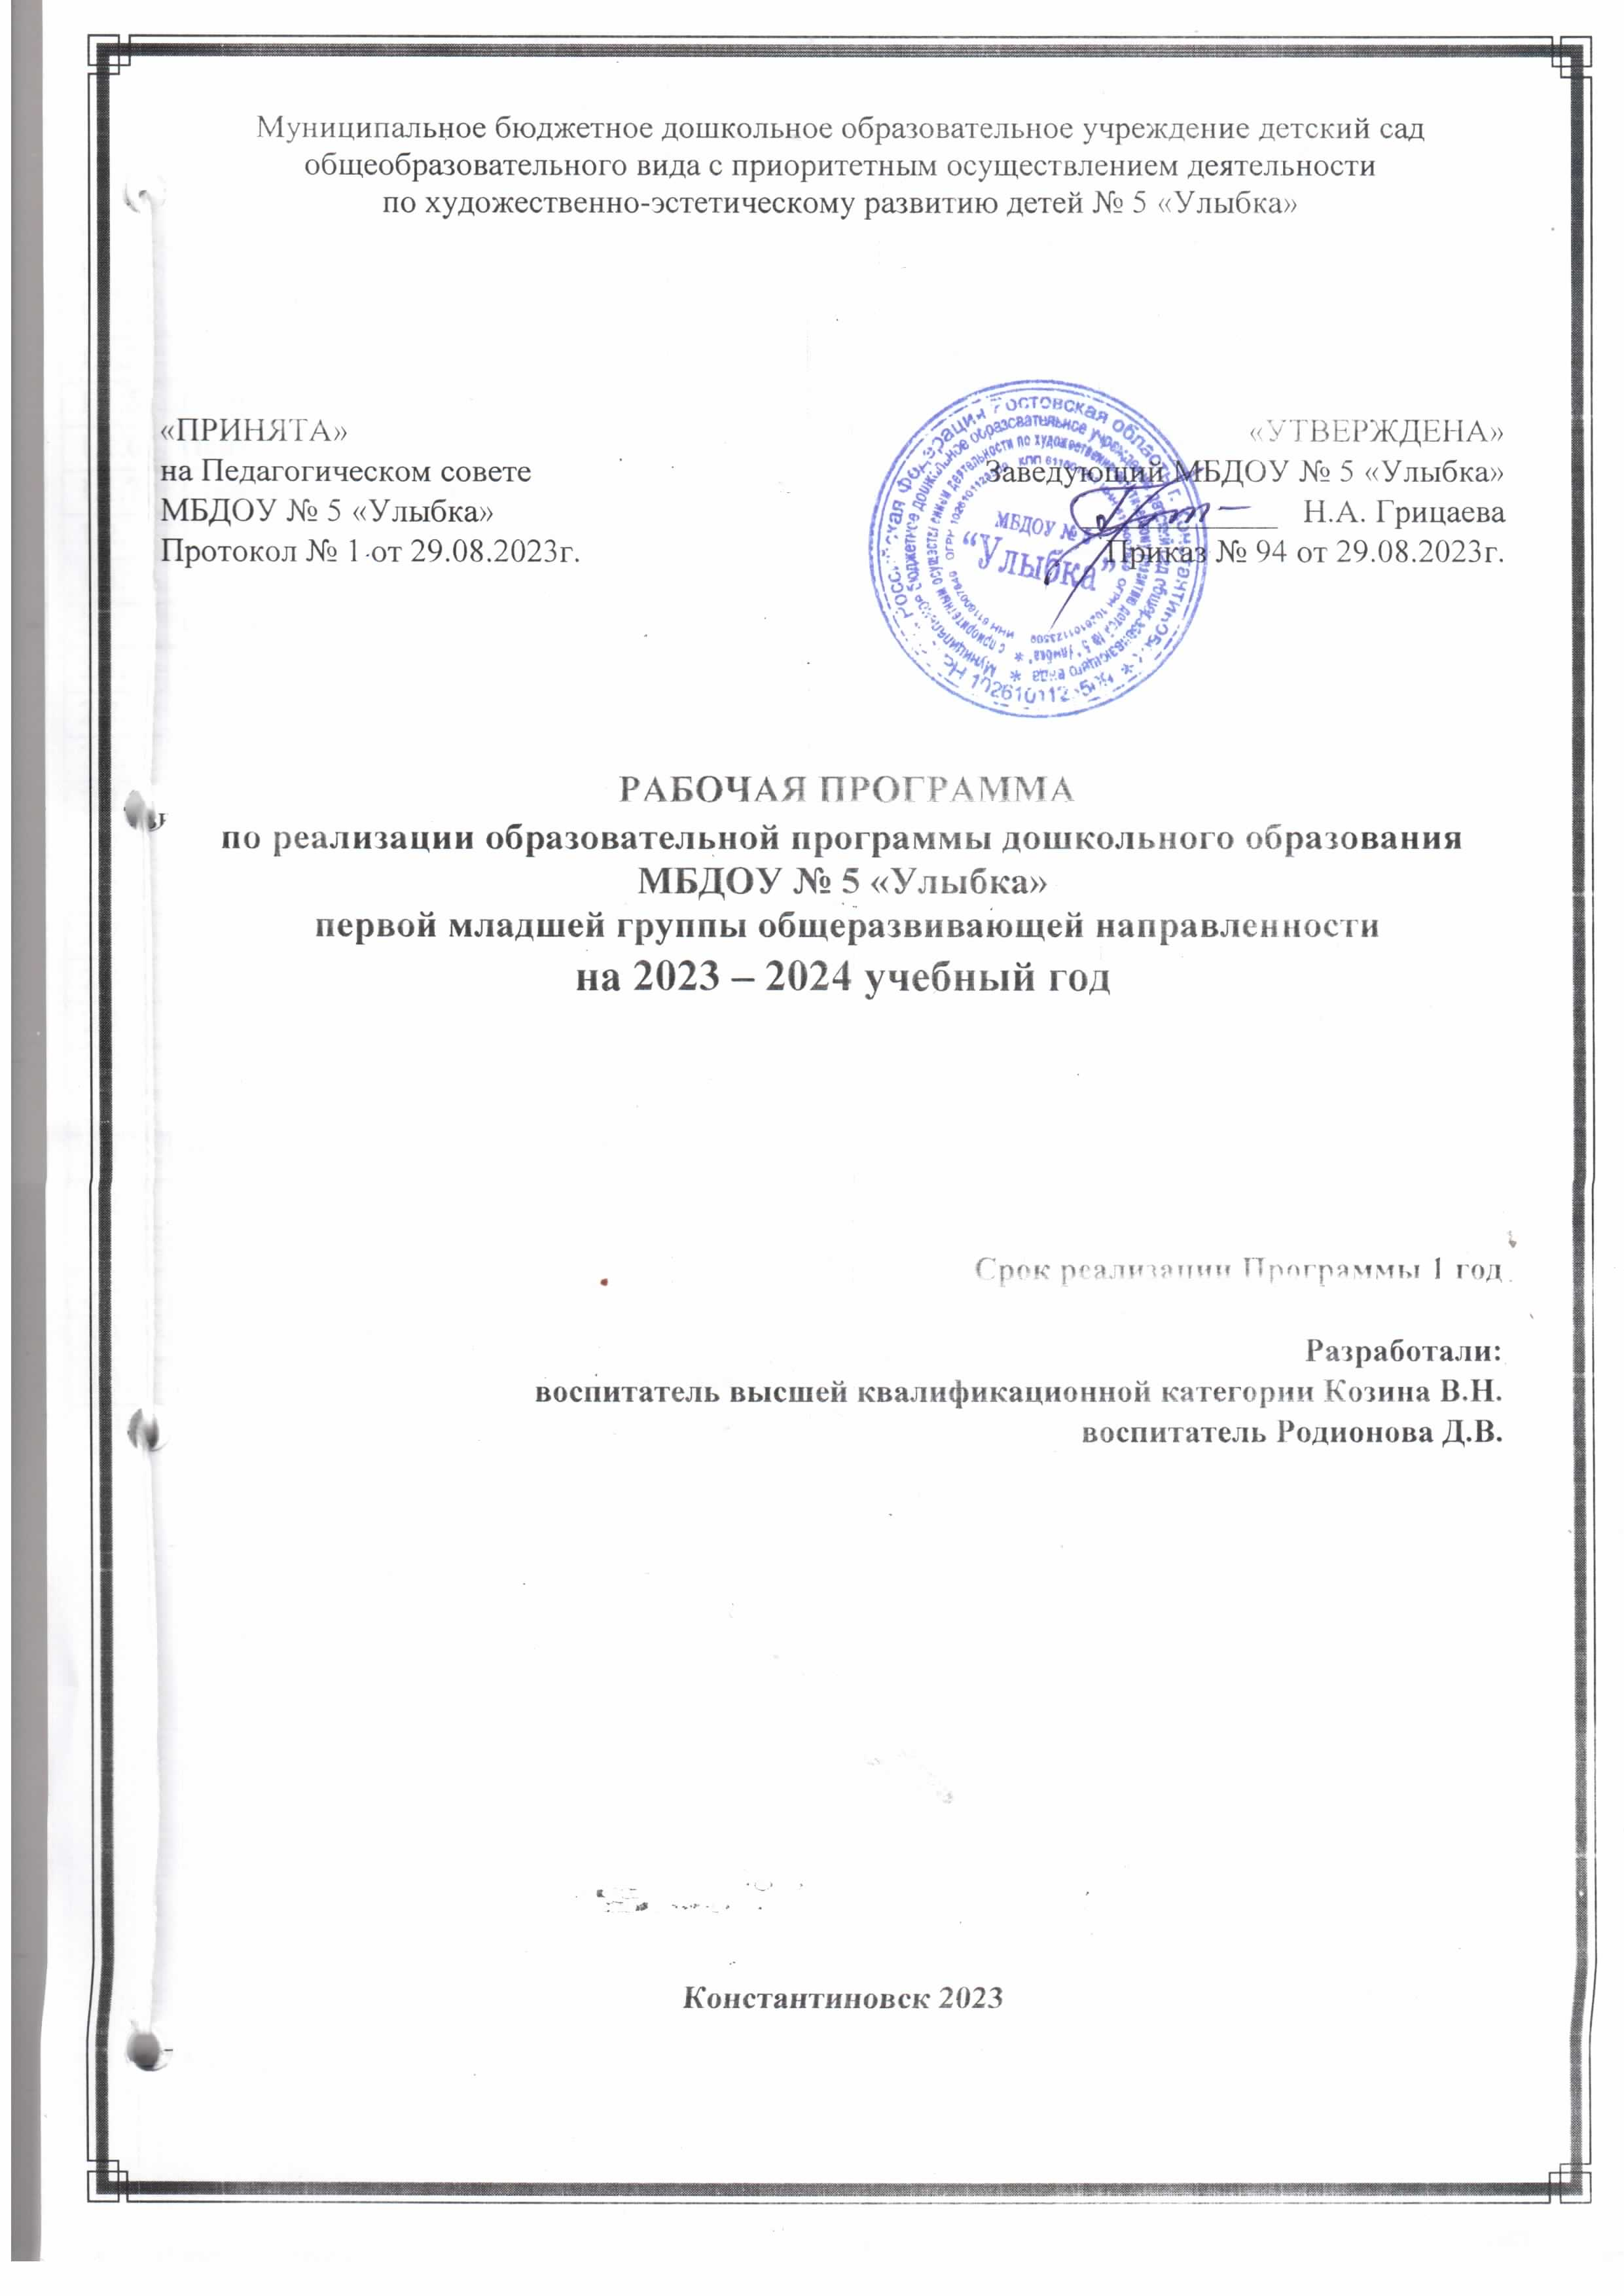 Муниципальное бюджетное дошкольное образовательное учреждение детский сад
общеобразовательного вида с приоритетным осуществлением деятельности
по художественно-эстетическому развитию детей № 5 «Улыбка»
«ПРИНЯТА»
на Педагогическом совете
МБДОУ № 5 «Улыбка»
Протокол № 1 от 29.08.2023г.
«УТВЕРЖДЕНА»
Заведующий МБДОУ № 5 «Улыбка»
Н.А. Грицаева
Приказ № 94 от 29.08.2023г.
МБДОУ №
“Улыбка”
РАБОЧАЯ ПРОГРАММА
по реализации образовательной программы дошкольного образования
МБДОУ № 5 «Улыбка»
первой младшей группы общеразвивающей направленности
на 2023 – 2024 учебный год
Срок реализации Программы 1 год
Разработали:
воспитатель высшей квалификационной категории Козина В.Н.
воспитатель Родионова Д.В.
Константиновск 2023